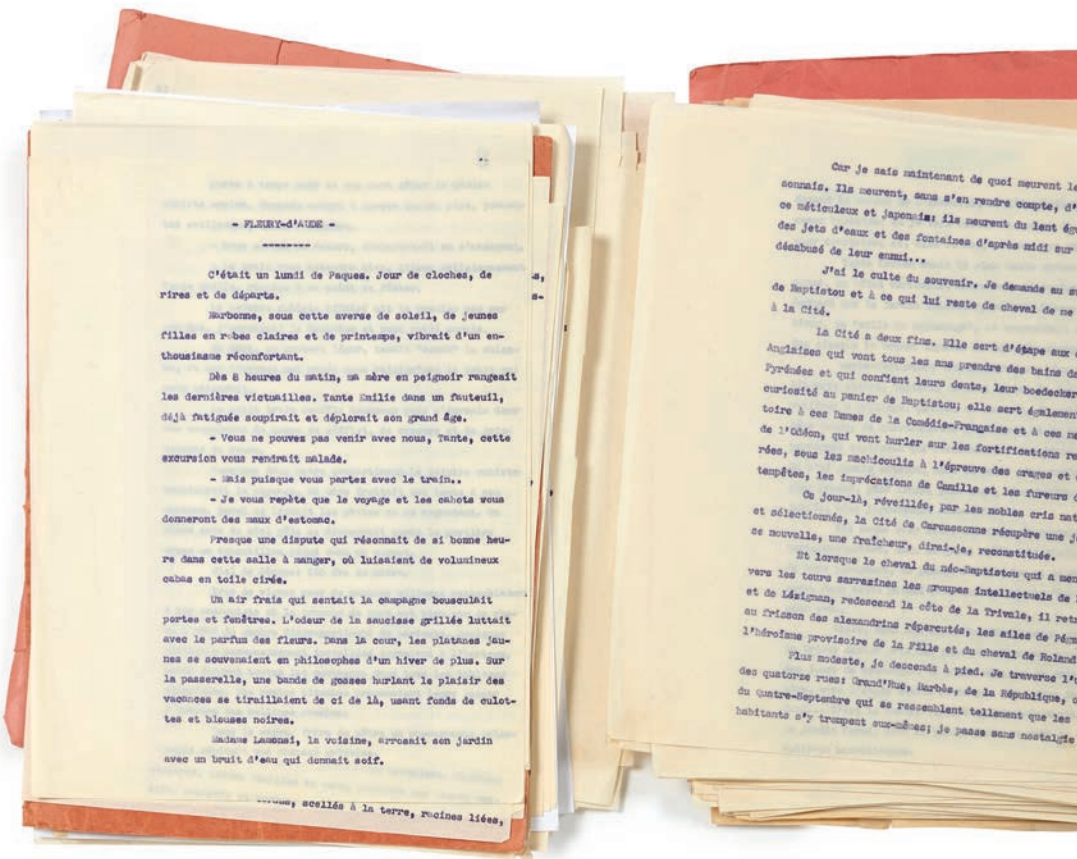 - FLEURY-d'AUDE -
--------
C'était un lundi de Paques. Jour de cloches, de
rires et de départs.
Narbonne, sous cette averse de soleil, de jeunes
filles en robes claires et de printemps, vibrait d'un en-
thousiasme réconfortant.
Dès 8 heures du matin, ma mère en peignoir rangeait
les dernières victuailles. Tante Emilie dans un fauteuil,
déjà fatiguée soupirait et déplorait son grand âge.
- Vous ne pouvez pas venir avec nous, Tante, cette
excursion vous rendrait malade.
- Mais puisque vous partez avec le train..
- Je vous repète que le voyage et les cahots vous
donneront des maux d'estomac.
Presque une dispute qui résonnait de si bonne heu-
re dans cette salle à manger, où luisaient de volumineux
cabas en toile cirée.
Un air frais qui sentait la campagne bousculait
portes et fenêtres. L'odeur de la saucisse grillée luttait
avec le parfum des fleurs. Dans la cour, les platanes jau-
nes se souvenaient en philosophes d'un hiver de plus. Sur
la passerelle, une bande de gosses hurlant le plaisir des
vacances se tiraillaient de ci de là, usant fonds de culot-
tes et blouses noires.
Madame Lamonsi, la voisine, arrosait son jardin
avec un bruit d'eau qui donnait soif.
scellés à la terre, racines liées,
Car je sais maintenant de quoi meurent le
sonnais. Ils meurent, sans s'en rendre compte, d'
ce méticuleux et japonais: ils meurent du lent ég
des jets d'eaux et des fontaines d'après midi sur
désabusé de leur ennui...
J'ai le culte du souvenir. Je demande au
de Baptistou et à ce qui lui reste de cheval de me
à la Cité.
La Cité a deux fins. Elle sert d'étape aux
Anglaises qui vont tous les ans prendre des bains da
Pyrénées et qui confient leurs dents, leur boedecker
curiosité au panier de Baptistou; elle sert également
toire à ces Dames de la Comédie-Française et à ces me
de l'Odéon, qui vont hurler sur les fortifications re
rées, sous les machicoulis à l'épreuve des orages et
tempêtes, les imprécations de Camille et les fureurs
Ce jour-là, réveillée, par les nobles cris nat
et sélectionnés, la Cité de Carcassonne récupère une je
se nouvelle, une fraîcheur, dirai-je, reconstituée.
Et lorsque le cheval du néo-Baptistou qui a men
vers les tours sarrazines les groupes intellectuels de
et de Lézignan, redescend la côte de la Trivale, il retr
au frisson des alexandrins répercutés, les ailes de Péga
l'héroïsme provisoire de la Fille et du cheval de Roland
Plus modeste, je descends à pied. Je traverse l'
des quatorze rues: Grand'Rue, Barbès, de la République,
du quatre-Septembre qui se ressemblent tellement que les
habitants s'y trompent eux-mêmes; je passe sans nostalgie